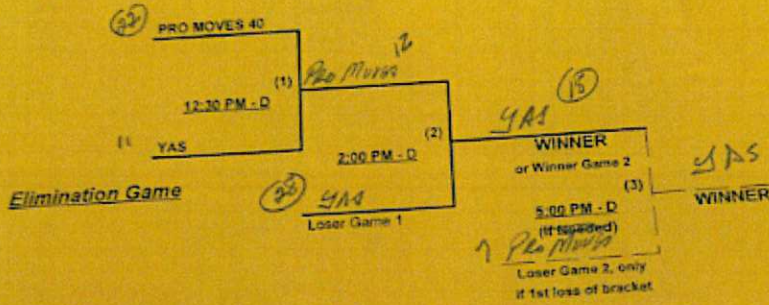 22 PRO MOVES 40
(1) Pro Moves 12
12:30 PM - D
11 YAS
YAS 18
(2) WINNER
2:00 PM - D
or Winner Game 2
YAS
WINNER
(3)
Elimination Game
YAS
Loser Game 1
5:00 PM - D
(If Needed)
7 Pro Moves
Loser Game 2, only
if 1st loss of bracket